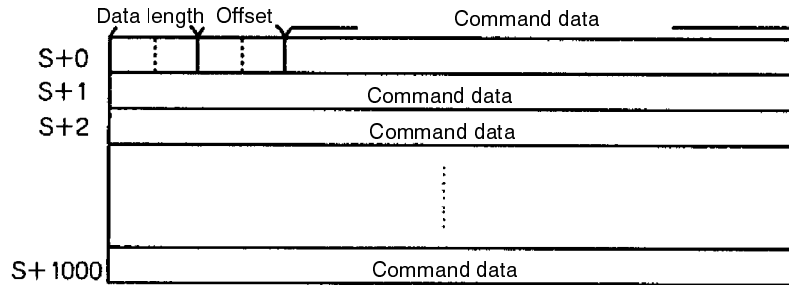 Data length Offset Command data
S+0
S+1 Command data
S+2 Command data
S+1000 Command data